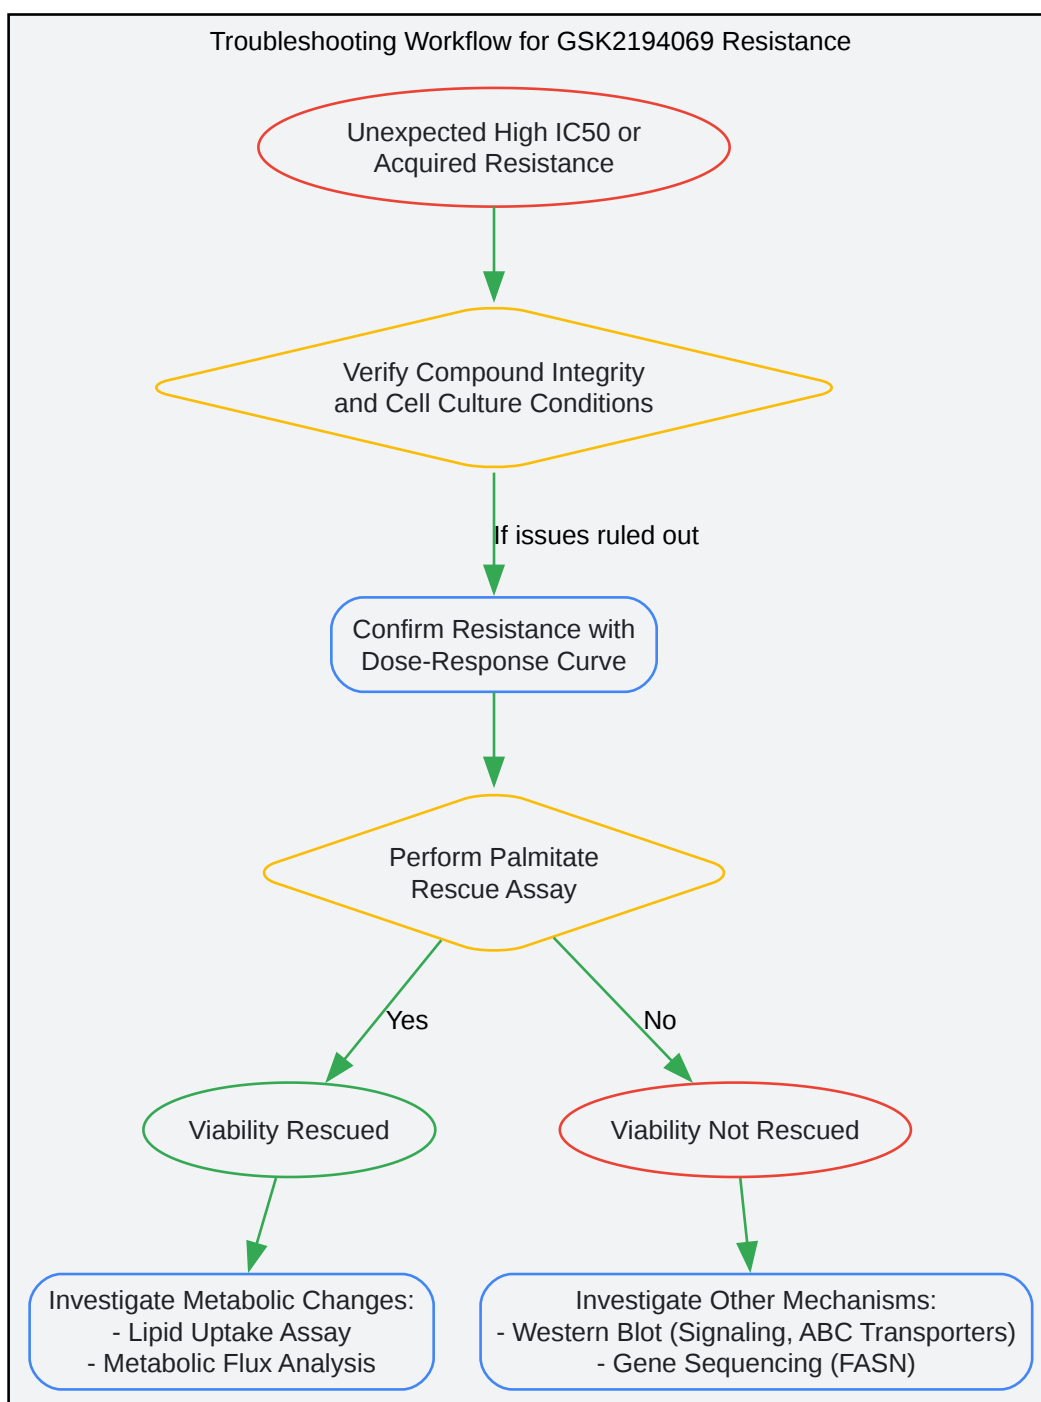 Troubleshooting Workflow for GSK2194069 Resistance
Unexpected High IC50 or
Acquired Resistance
Verify Compound Integrity
and Cell Culture Conditions
If issues ruled out
Confirm Resistance with
Dose-Response Curve
Perform Palmitate
Rescue Assay
Yes
No
Viability Rescued
Viability Not Rescued
Investigate Metabolic Changes:
- Lipid Uptake Assay
- Metabolic Flux Analysis
Investigate Other Mechanisms:
- Western Blot (Signaling, ABC Transporters)
- Gene Sequencing (FASN)